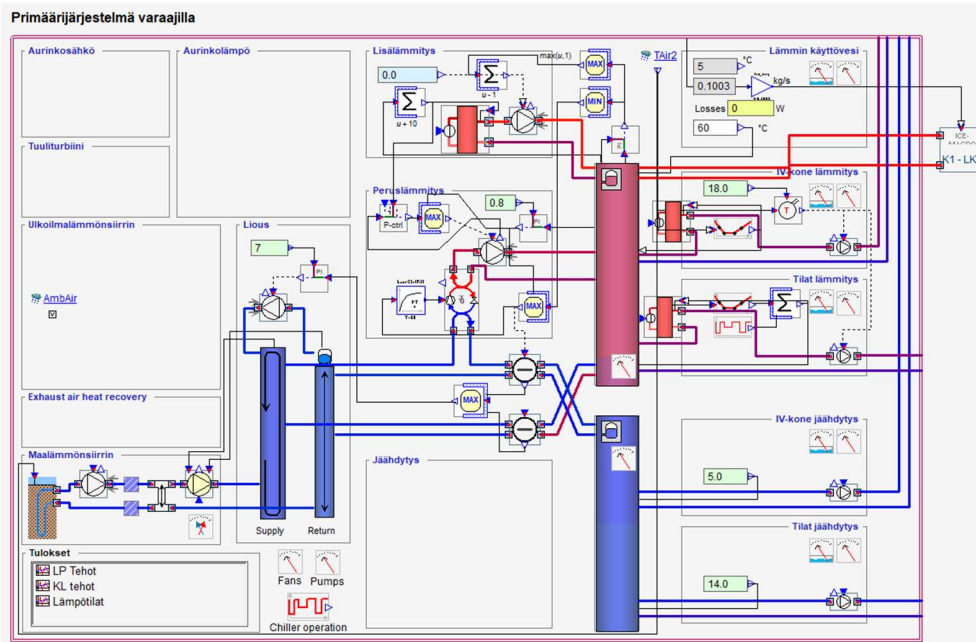 Primäärijärjestelmä varaajilla
Aurinkosähkö
Aurinkolämpö
Lisälämmitys
0.0
u - 1
u + 10
max(u,1)
MAX
MIN
TAir2
Lämmin käyttövesi
5
°C
0.1003
kg/s
Losses
0
W
60
°C
K1 - LK
Tuuliturbiini
Peruslämmitys
0.8
P-ctrl
MAX
PI
IV-kone lämmitys
18.0
T
Ulkoilmalämmönsiirrin
AmbAir
Lious
7
PI
MAX
Tilat lämmitys
MAX
Exhaust air heat recovery
Maalämmönsiirrin
Supply
Return
Jäähdytys
IV-kone jäähdytys
5.0
Tilat jäähdytys
14.0
Tulokset
LP Tehot
KL tehot
Lämpötilat
Fans
Pumps
Chiller operation